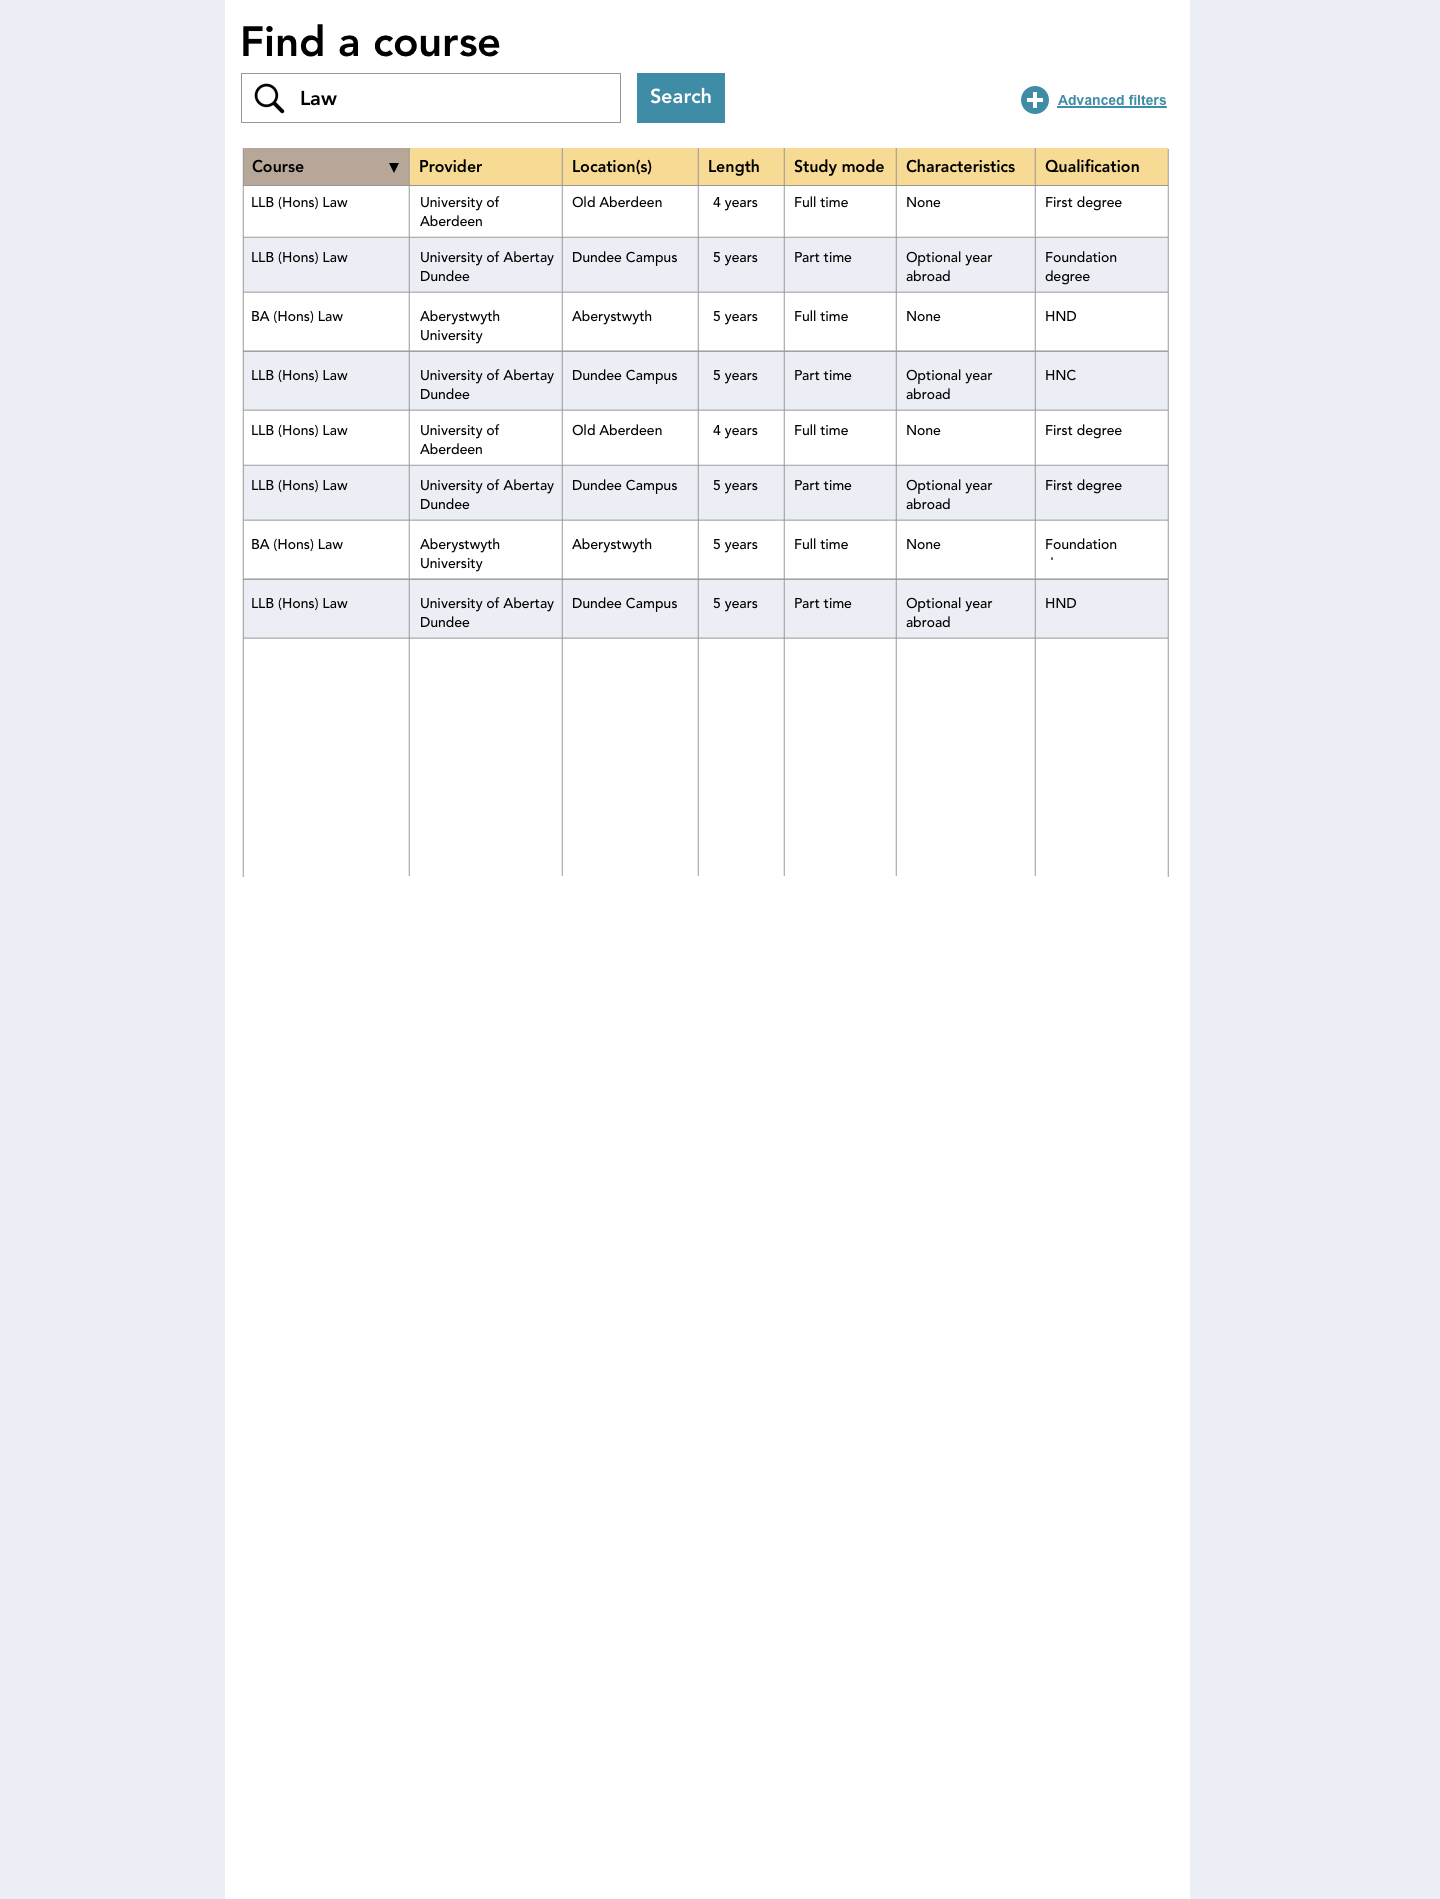 Find a course
Law
Search
Advanced filters
Course ▼ Provider Location(s) Length Study mode Characteristics Qualification
LLB (Hons) Law University of Old Aberdeen 4 years Full time None First degree
Aberdeen
LLB (Hons) Law University of Abertay Dundee Campus 5 years Part time Optional year Foundation
Dundee abroad degree
BA (Hons) Law Aberystwyth Aberystwyth 5 years Full time None HND
University
LLB (Hons) Law University of Abertay Dundee Campus 5 years Part time Optional year HNC
Dundee abroad
LLB (Hons) Law University of Old Aberdeen 4 years Full time None First degree
Aberdeen
LLB (Hons) Law University of Abertay Dundee Campus 5 years Part time Optional year First degree
Dundee abroad
BA (Hons) Law Aberystwyth Aberystwyth 5 years Full time None Foundation
University
LLB (Hons) Law University of Abertay Dundee Campus 5 years Part time Optional year HND
Dundee abroad